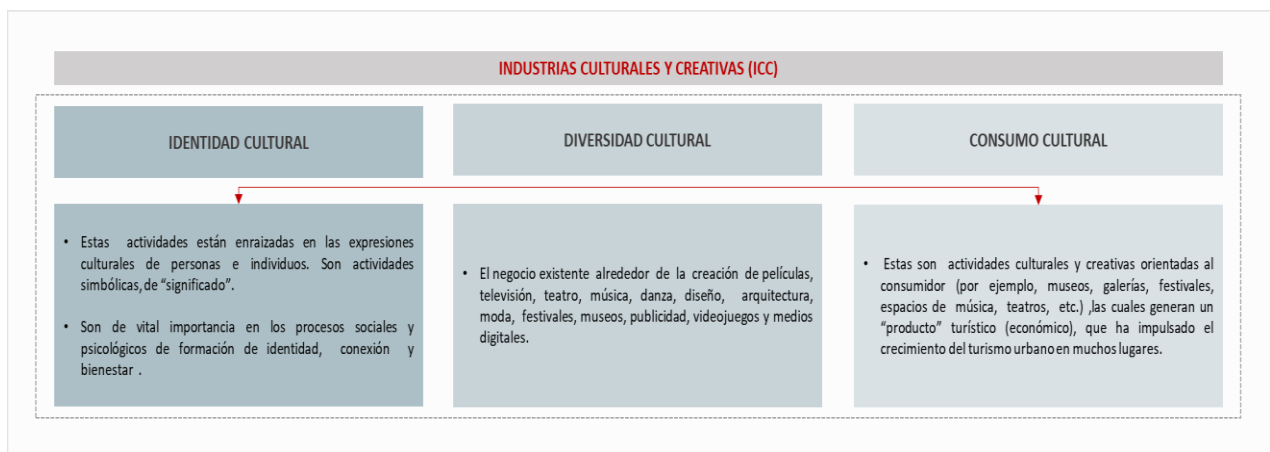 INDUSTRIAS CULTURALES Y CREATIVAS (ICC)
IDENTIDAD CULTURAL
DIVERSIDAD CULTURAL
CONSUMO CULTURAL
• Estas actividades están enraizadas en las expresiones
culturales de personas e individuos. Son actividades
simbólicas, de “significado”.
• Son de vital importancia en los procesos sociales y
psicológicos de formación de identidad, conexión y
bienestar .
• El negocio existente alrededor de la creación de películas,
televisión, teatro, música, danza, diseño, arquitectura,
moda, festivales, museos, publicidad, videojuegos y medios
digitales.
• Estas son actividades culturales y creativas orientadas al
consumidor (por ejemplo, museos, galerías, festivales,
espacios de música, teatros, etc.) ,las cuales generan un
“producto” turístico (económico), que ha impulsado el
crecimiento del turismo urbano en muchos lugares.